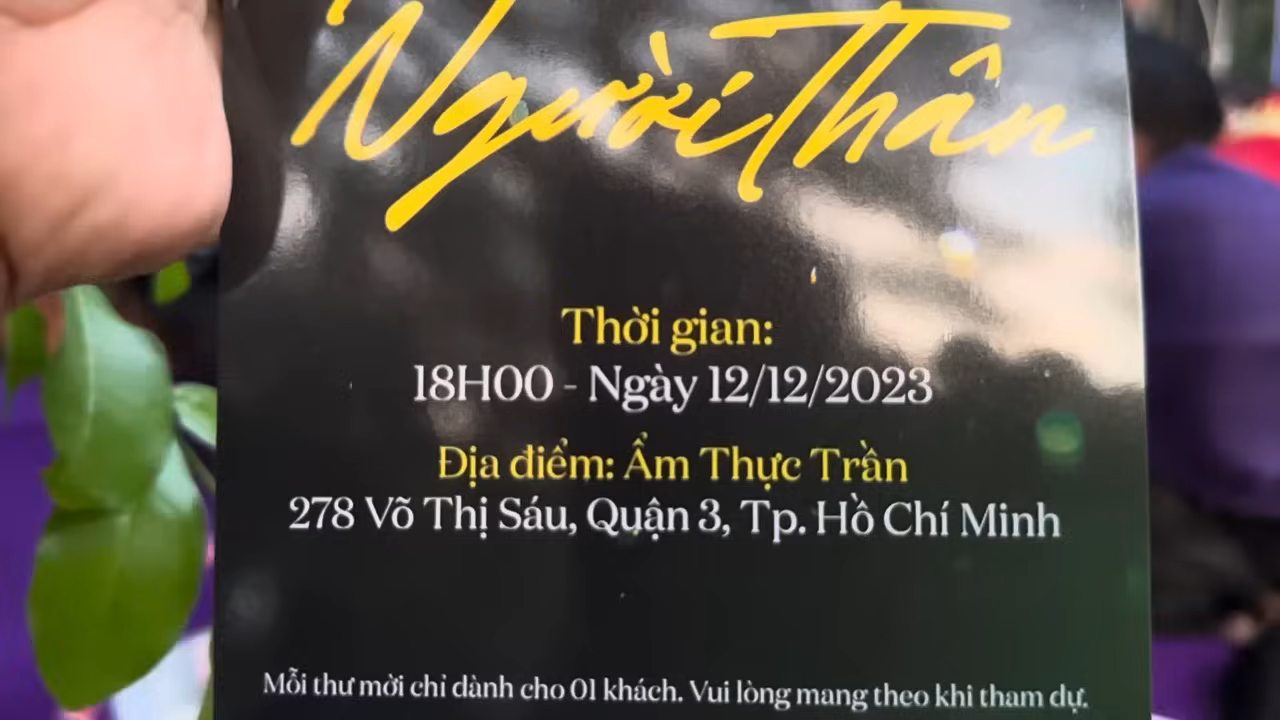 Người Thân
Thời gian:
18H00 - Ngày 12/12/2023
Địa điểm: Ẩm Thực Trần
278 Võ Thị Sáu, Quận 3, Tp. Hồ Chí Minh
Mỗi thư mời chỉ dành cho 01 khách. Vui lòng mang theo khi tham dự.